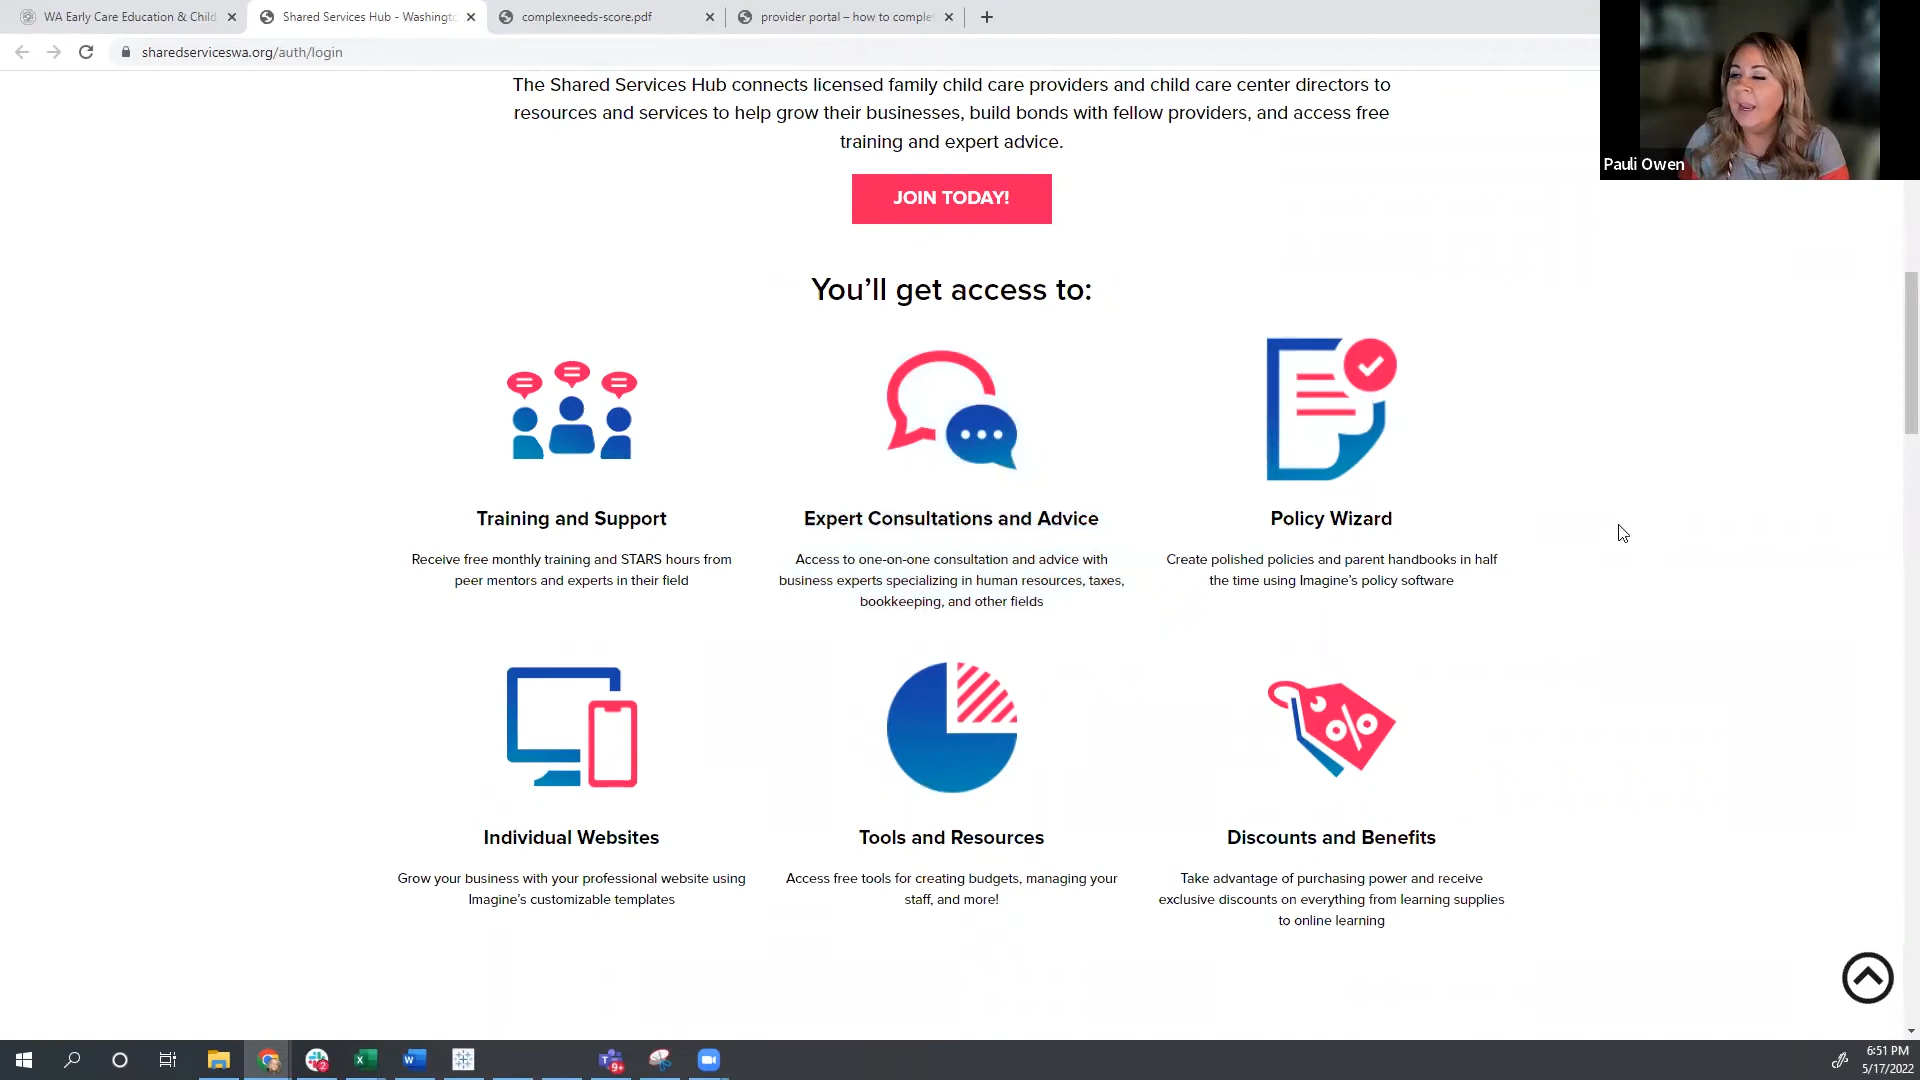 WA Early Care Education & Child
Shared Services Hub - Washingto
complexneeds-score.pdf
provider portal – how to comple
sharedserviceswa.org/auth/login
Pauli Owen
The Shared Services Hub connects licensed family child care providers and child care center directors to
resources and services to help grow their businesses, build bonds with fellow providers, and access free
training and expert advice.
JOIN TODAY!
You’ll get access to:
Training and Support
Receive free monthly training and STARS hours from
peer mentors and experts in their field
Expert Consultations and Advice
Access to one-on-one consultation and advice with
business experts specializing in human resources, taxes,
bookkeeping, and other fields
Policy Wizard
Create polished policies and parent handbooks in half
the time using Imagine’s policy software
Individual Websites
Grow your business with your professional website using
Imagine’s customizable templates
Tools and Resources
Access free tools for creating budgets, managing your
staff, and more!
Discounts and Benefits
Take advantage of purchasing power and receive
exclusive discounts on everything from learning supplies
to online learning
6:51 PM
5/17/2022